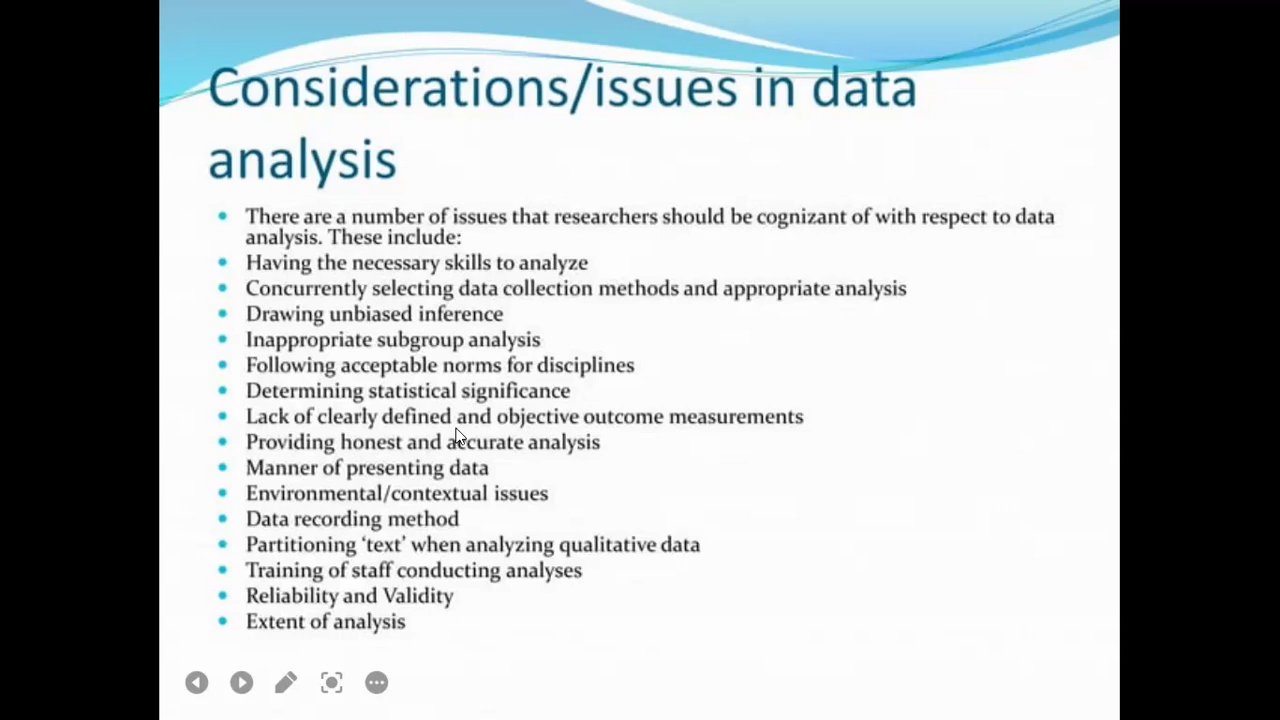 Considerations/issues in data
analysis
There are a number of issues that researchers should be cognizant of with respect to data
analysis. These include:
Having the necessary skills to analyze
Concurrently selecting data collection methods and appropriate analysis
Drawing unbiased inference
Inappropriate subgroup analysis
Following acceptable norms for disciplines
Determining statistical significance
Lack of clearly defined and objective outcome measurements
Providing honest and accurate analysis
Manner of presenting data
Environmental/contextual issues
Data recording method
Partitioning ‘text’ when analyzing qualitative data
Training of staff conducting analyses
Reliability and Validity
Extent of analysis